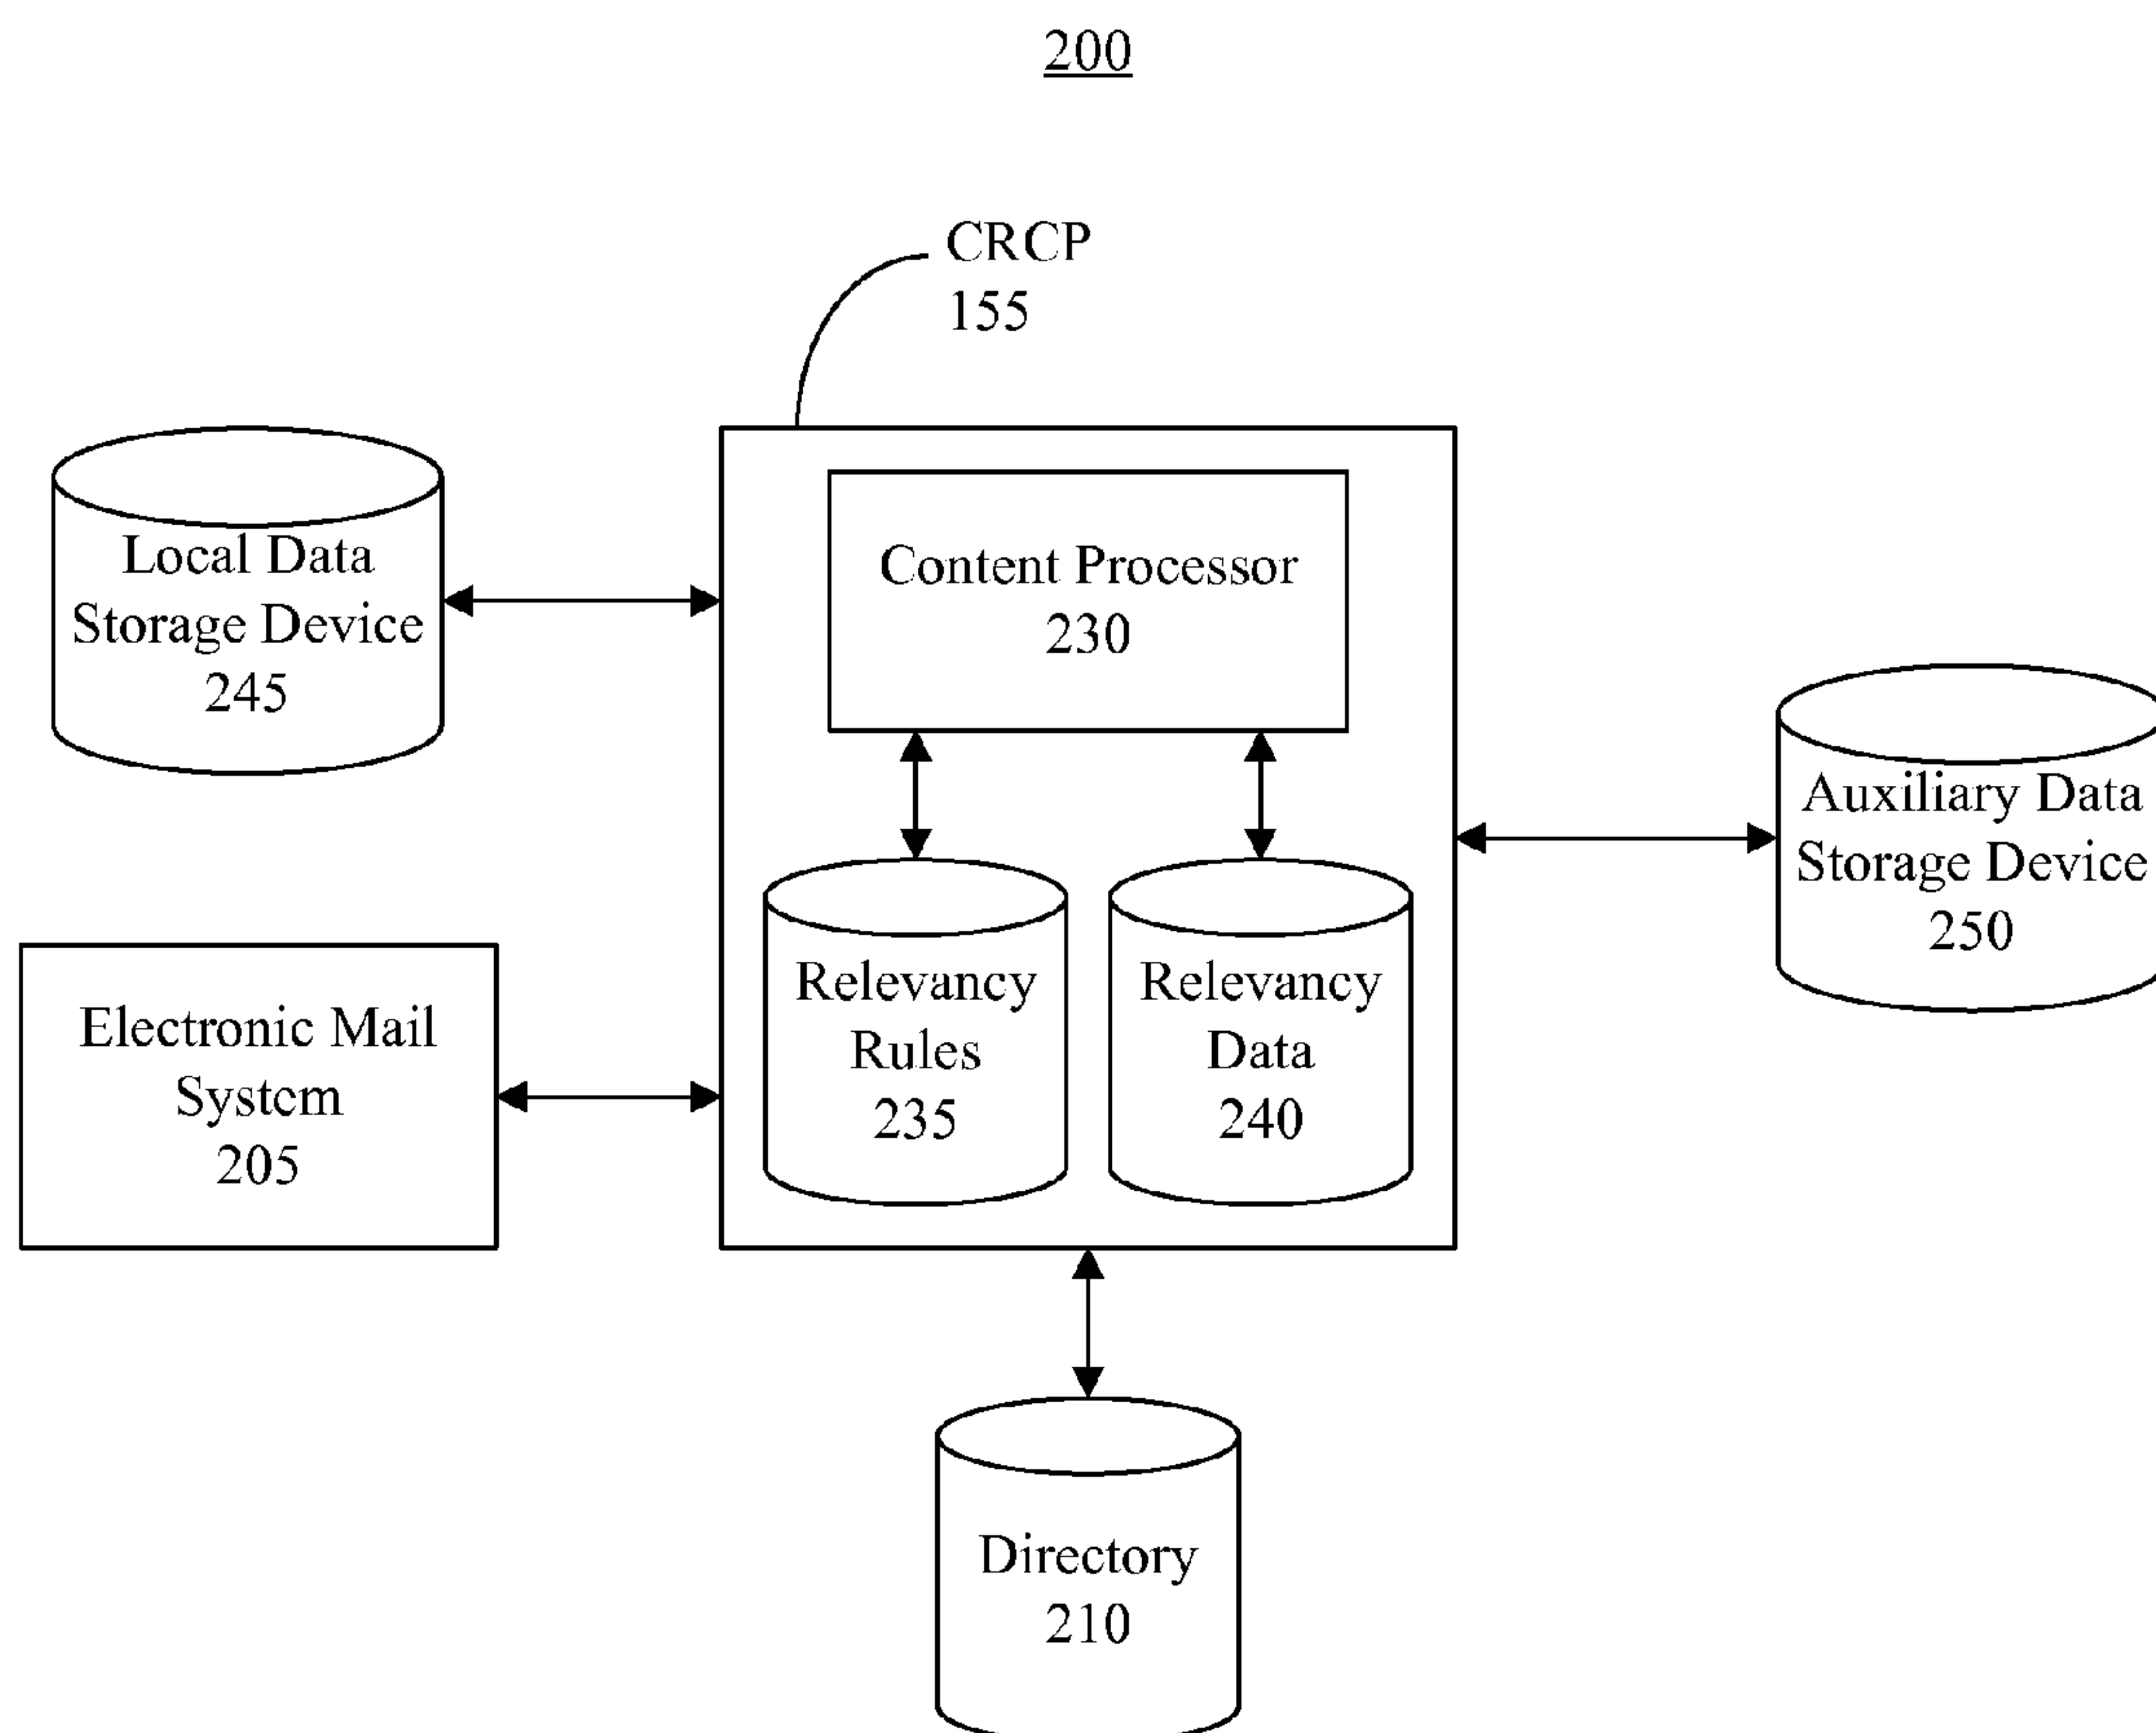 200
CRCP
155
Local Data
Storage Device
245
Content Processor
230
Auxiliary Data
Storage Device
250
Relevancy
Rules
235
Relevancy
Data
240
Electronic Mail
System
205
Directory
210